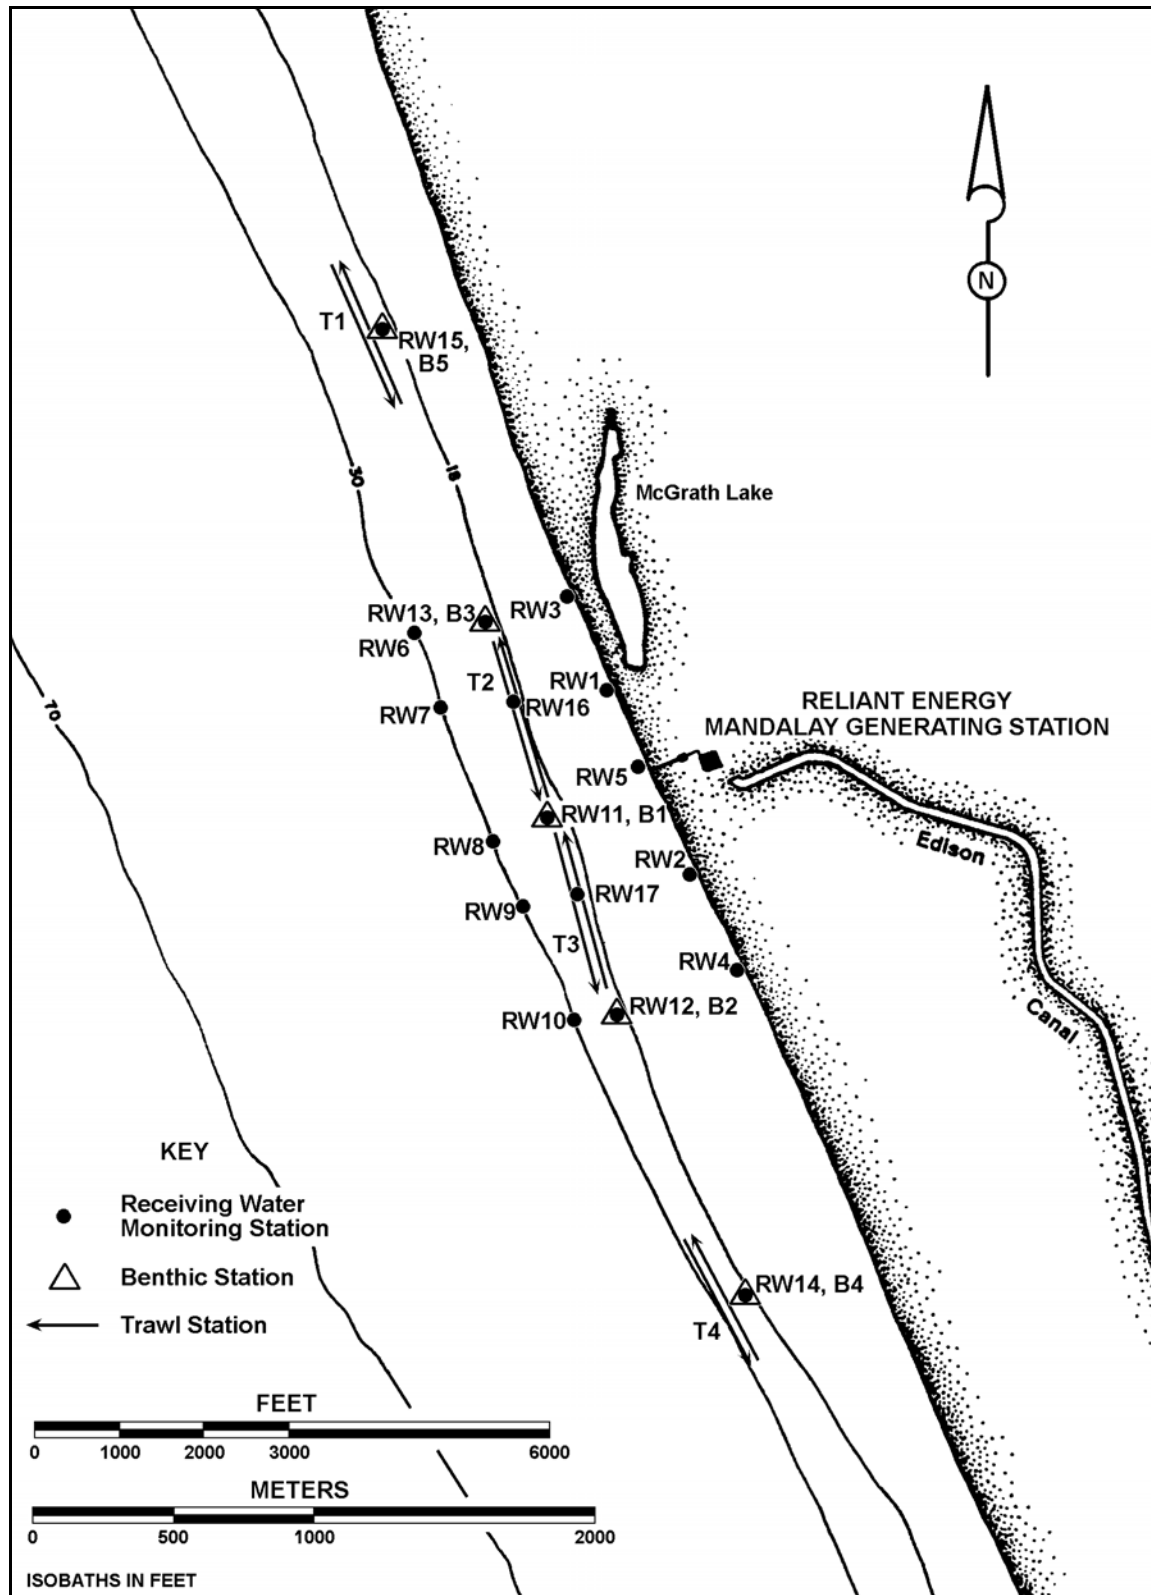 N
T1
RW15,
B5
30
18
McGrath Lake
RW3
RW13, B3
RW6
T2
RW1
RW16
RW7
70
RELIANT ENERGY
MANDALAY GENERATING STATION
RW5
RW11, B1
RW8
RW2
Edison
RW17
RW9
T3
RW4
RW12, B2
RW10
Canal
KEY
Receiving Water
Monitoring Station
Benthic Station
Trawl Station
RW14, B4
T4
FEET
0 1000 2000 3000 6000
METERS
0 500 1000 2000
ISOBATHS IN FEET